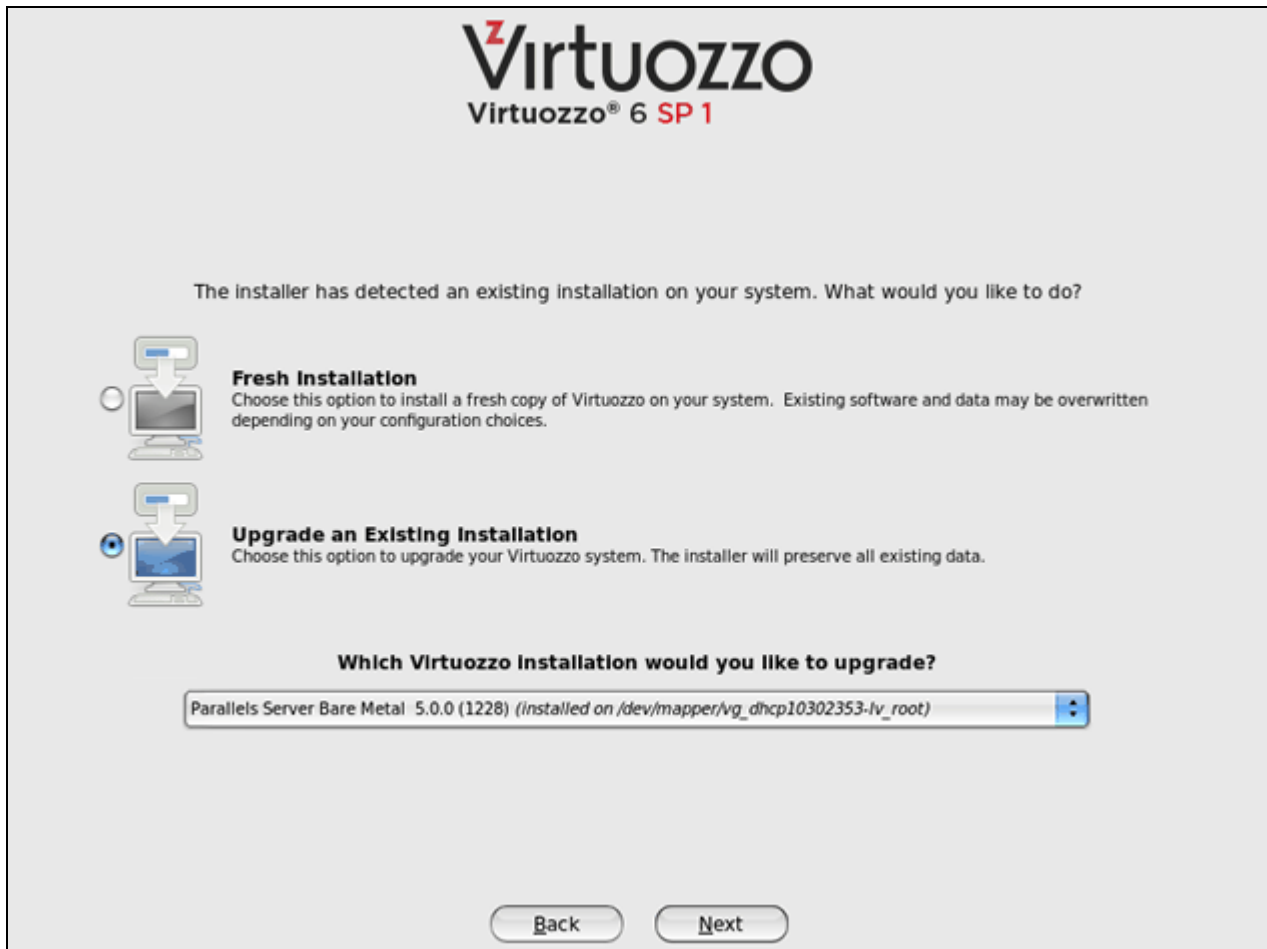 Virtuozzo
Virtuozzo® 6 SP 1
The installer has detected an existing installation on your system. What would you like to do?
Fresh Installation
Choose this option to install a fresh copy of Virtuozzo on your system. Existing software and data may be overwritten
depending on your configuration choices.
Upgrade an Existing Installation
Choose this option to upgrade your Virtuozzo system. The installer will preserve all existing data.
Which Virtuozzo installation would you like to upgrade?
Parallels Server Bare Metal 5.0.0 (1228) (installed on /dev/mapper/vg_dhcp10302353-lv_root)
Back
Next